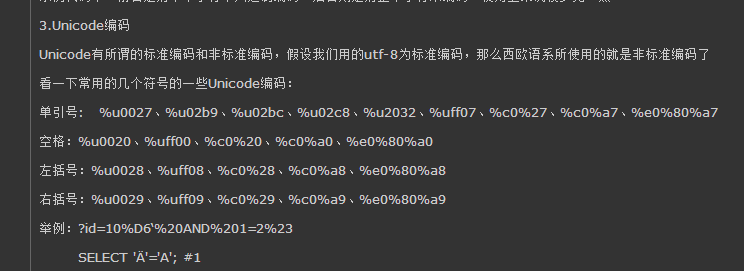 3.Unicode编码
Unicode有所谓的标准编码和非标准编码，假设我们用的utf-8为标准编码，那么西欧语系所使用的就是非标准编码了
看一下常用的几个符号的一些Unicode编码：
单引号: %u0027、%u02b9、%u02bc、%u02c8、%u2032、%uff07、%c0%27、%c0%a7、%e0%80%a7
空格：%u0020、%uff00、%c0%20、%c0%a0、%e0%80%a0
左括号：%u0028、%uff08、%c0%28、%c0%a8、%e0%80%a8
右括号：%u0029、%uff09、%c0%29、%c0%a9、%e0%80%a9
举例：?id=10%D6‵%20AND%201=2%23
SELECT 'Ä'='A'; #1